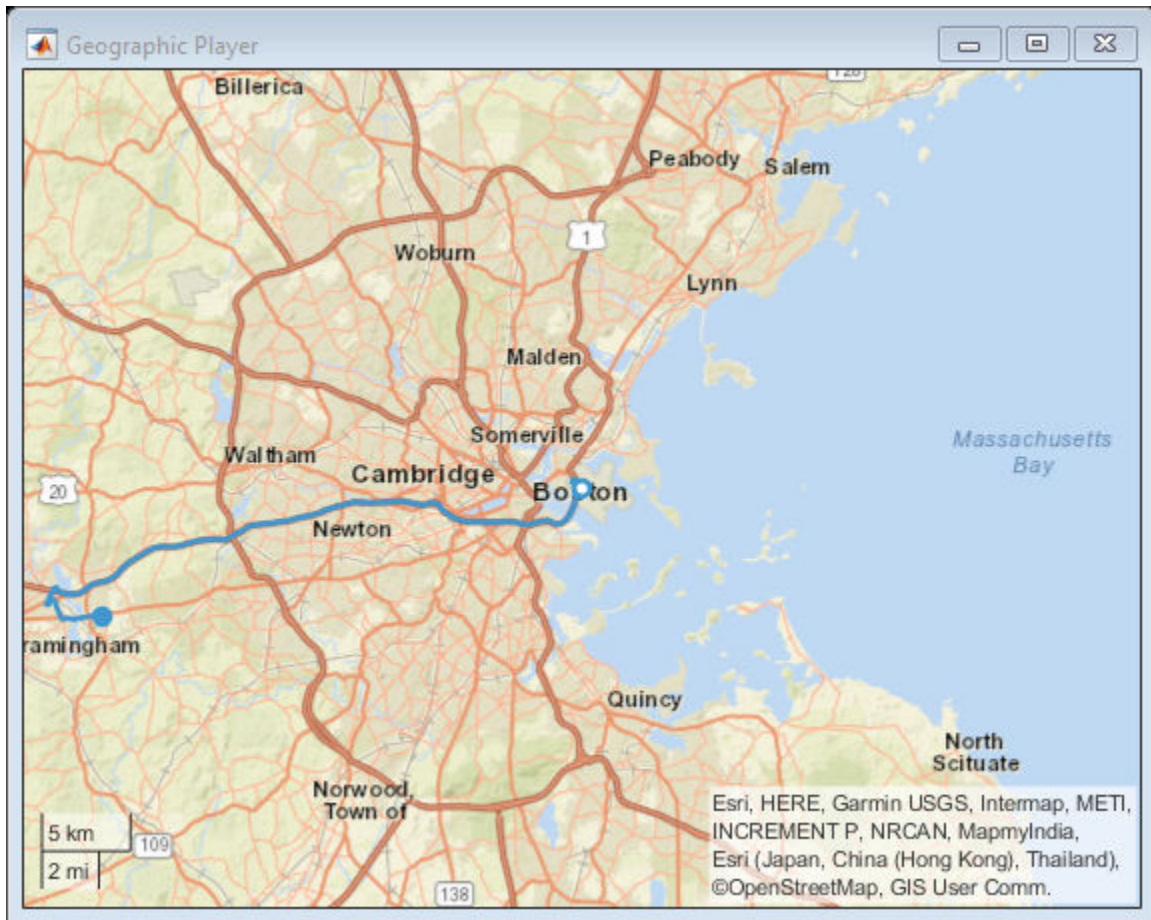 Geographic Player
Billerica
128
Peabody
Salem
1
Woburn
Lynn
Malden
Somerville
Massachusetts
Bay
Waltham
Cambridge
20
Newton
ramingham
Quincy
North
Scituate
Norwood,
Town of
5 km
2 mi
109
138
Esri, HERE, Garmin USGS, Intermap, METI,
INCREMENT P, NRCAN, MapmyIndia,
Esri (Japan, China (Hong Kong), Thailand),
©OpenStreetMap, GIS User Comm.